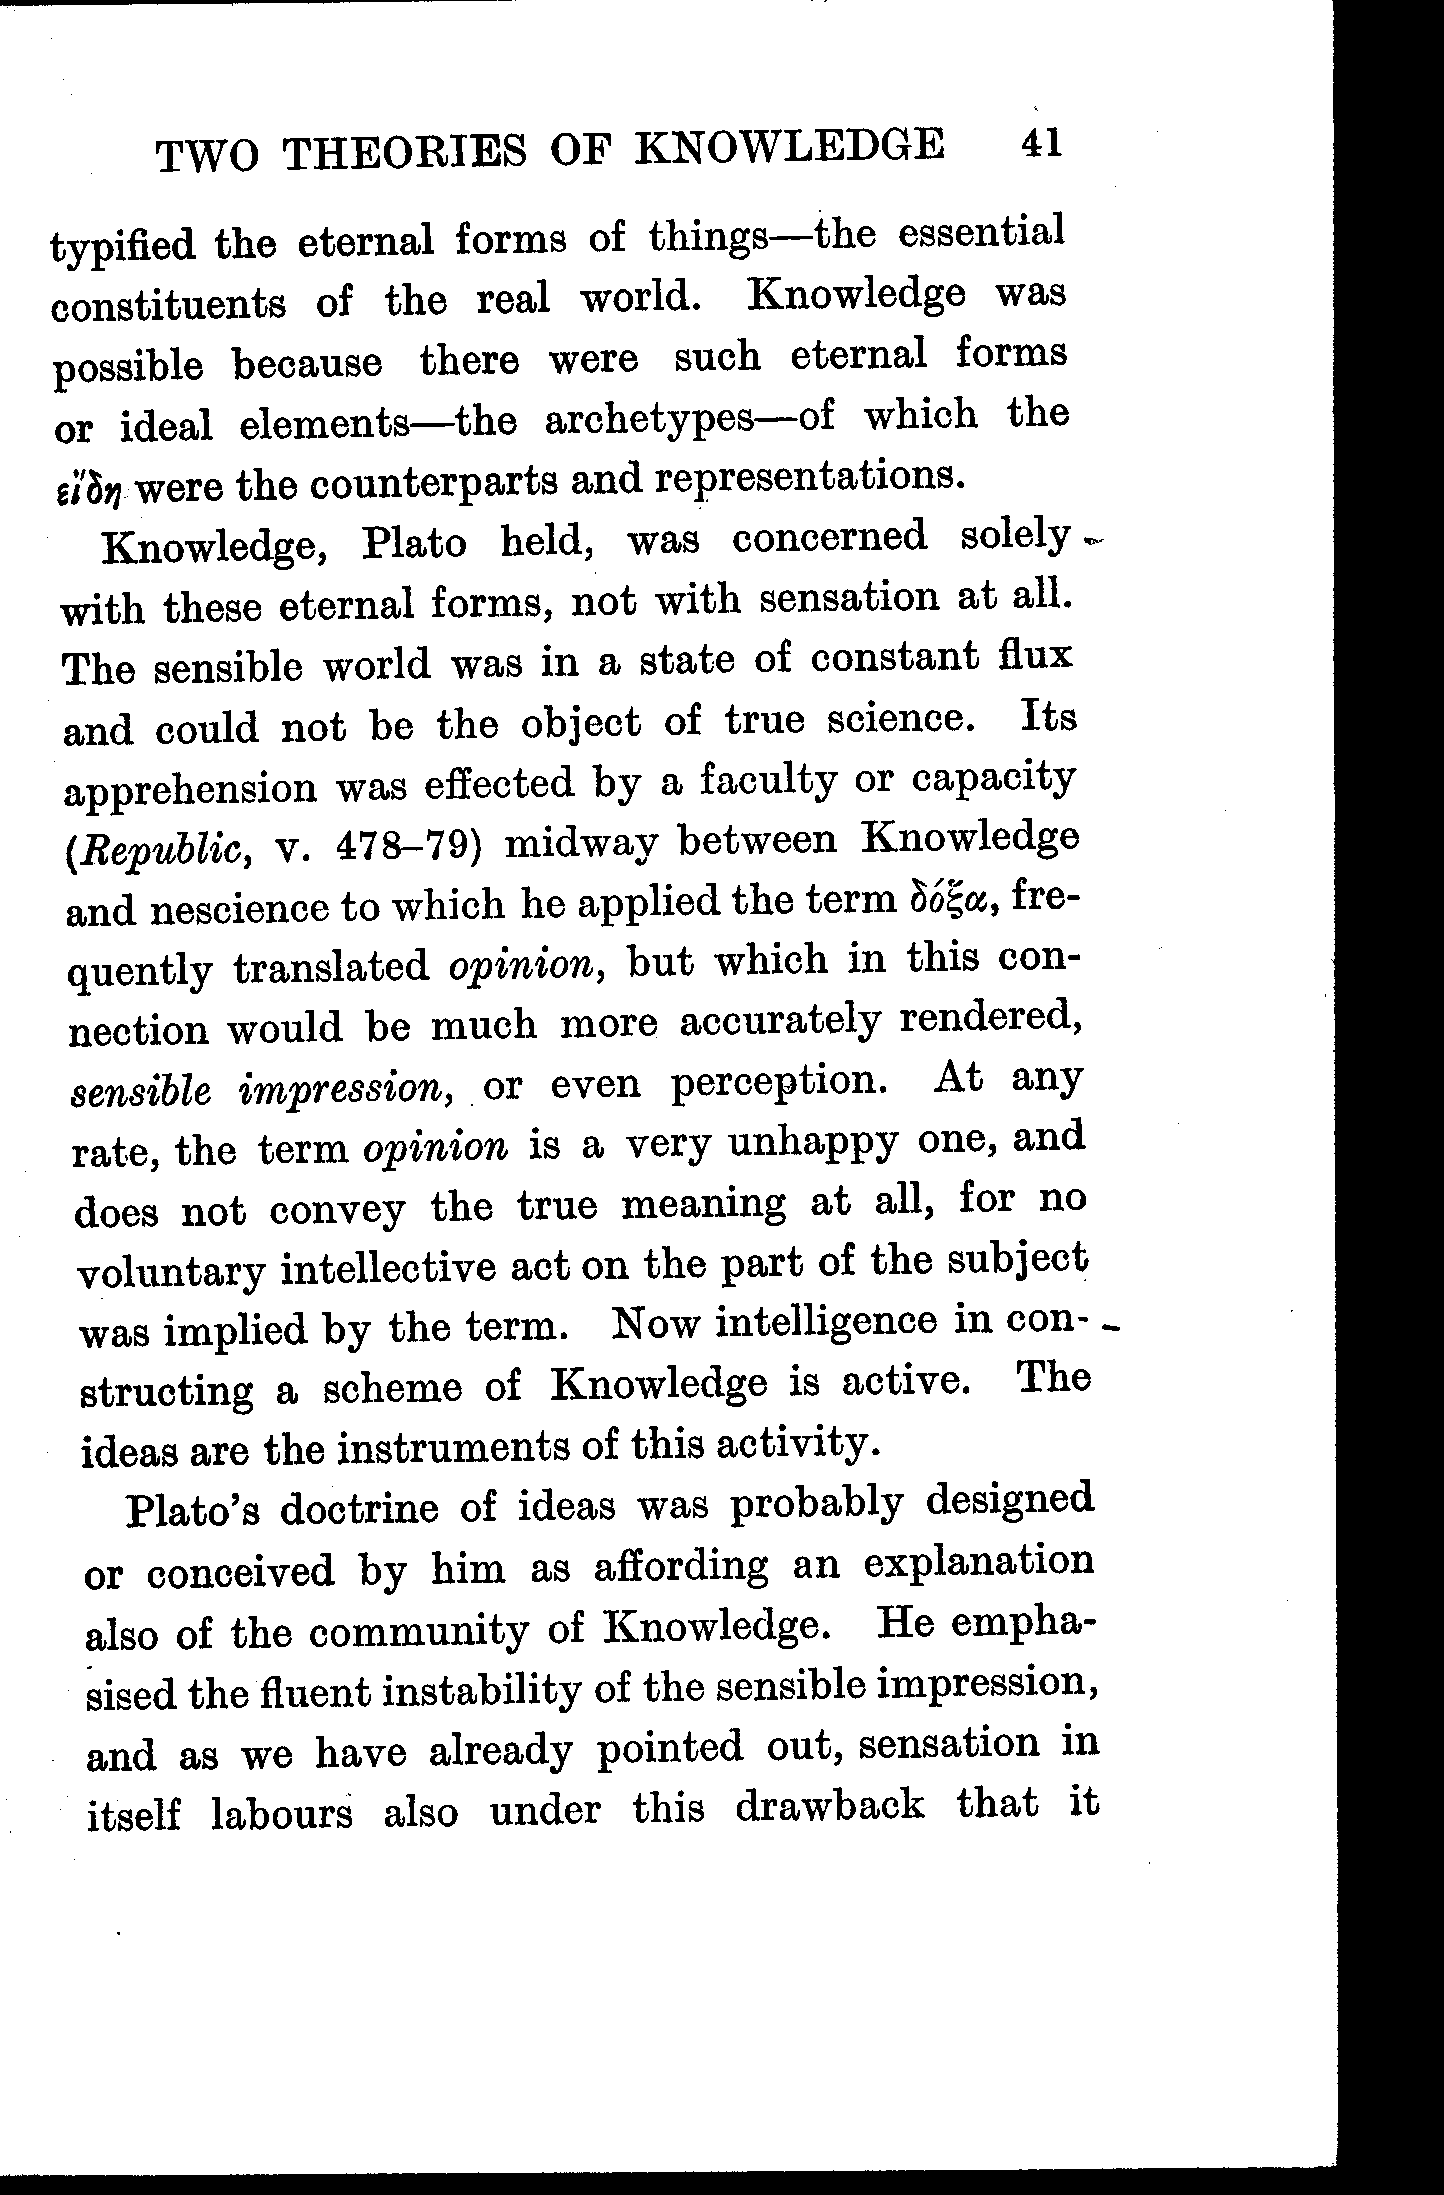 TWO THEORIES OF KNOWLEDGE 41
typified the eternal forms of things—the essential
constituents of the real world. Knowledge was
possible because there were such eternal forms
or ideal elements—the archetypes—of which the
εἴδη were the counterparts and representations.
Knowledge, Plato held, was concerned solely
with these eternal forms, not with sensation at all.
The sensible world was in a state of constant flux
and could not be the object of true science. Its
apprehension was effected by a faculty or capacity
(Republic, v. 478–79) midway between Knowledge
and nescience to which he applied the term δόξα, fre-
quently translated opinion, but which in this con-
nection would be much more accurately rendered,
sensible impression, or even perception. At any
rate, the term opinion is a very unhappy one, and
does not convey the true meaning at all, for no
voluntary intellective act on the part of the subject
was implied by the term. Now intelligence in con-
structing a scheme of Knowledge is active. The
ideas are the instruments of this activity.
Plato's doctrine of ideas was probably designed
or conceived by him as affording an explanation
also of the community of Knowledge. He empha-
sised the fluent instability of the sensible impression,
and as we have already pointed out, sensation in
itself labours also under this drawback that it